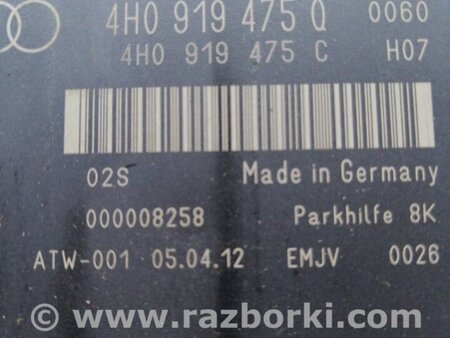 4H0 919 475 Q 0060
4H0 919 475 C H07
02S Made in Germany
000008258 Parkhilfe 8K
ATW-001 05.04.12 EMJV 0026
© www.razborki.com